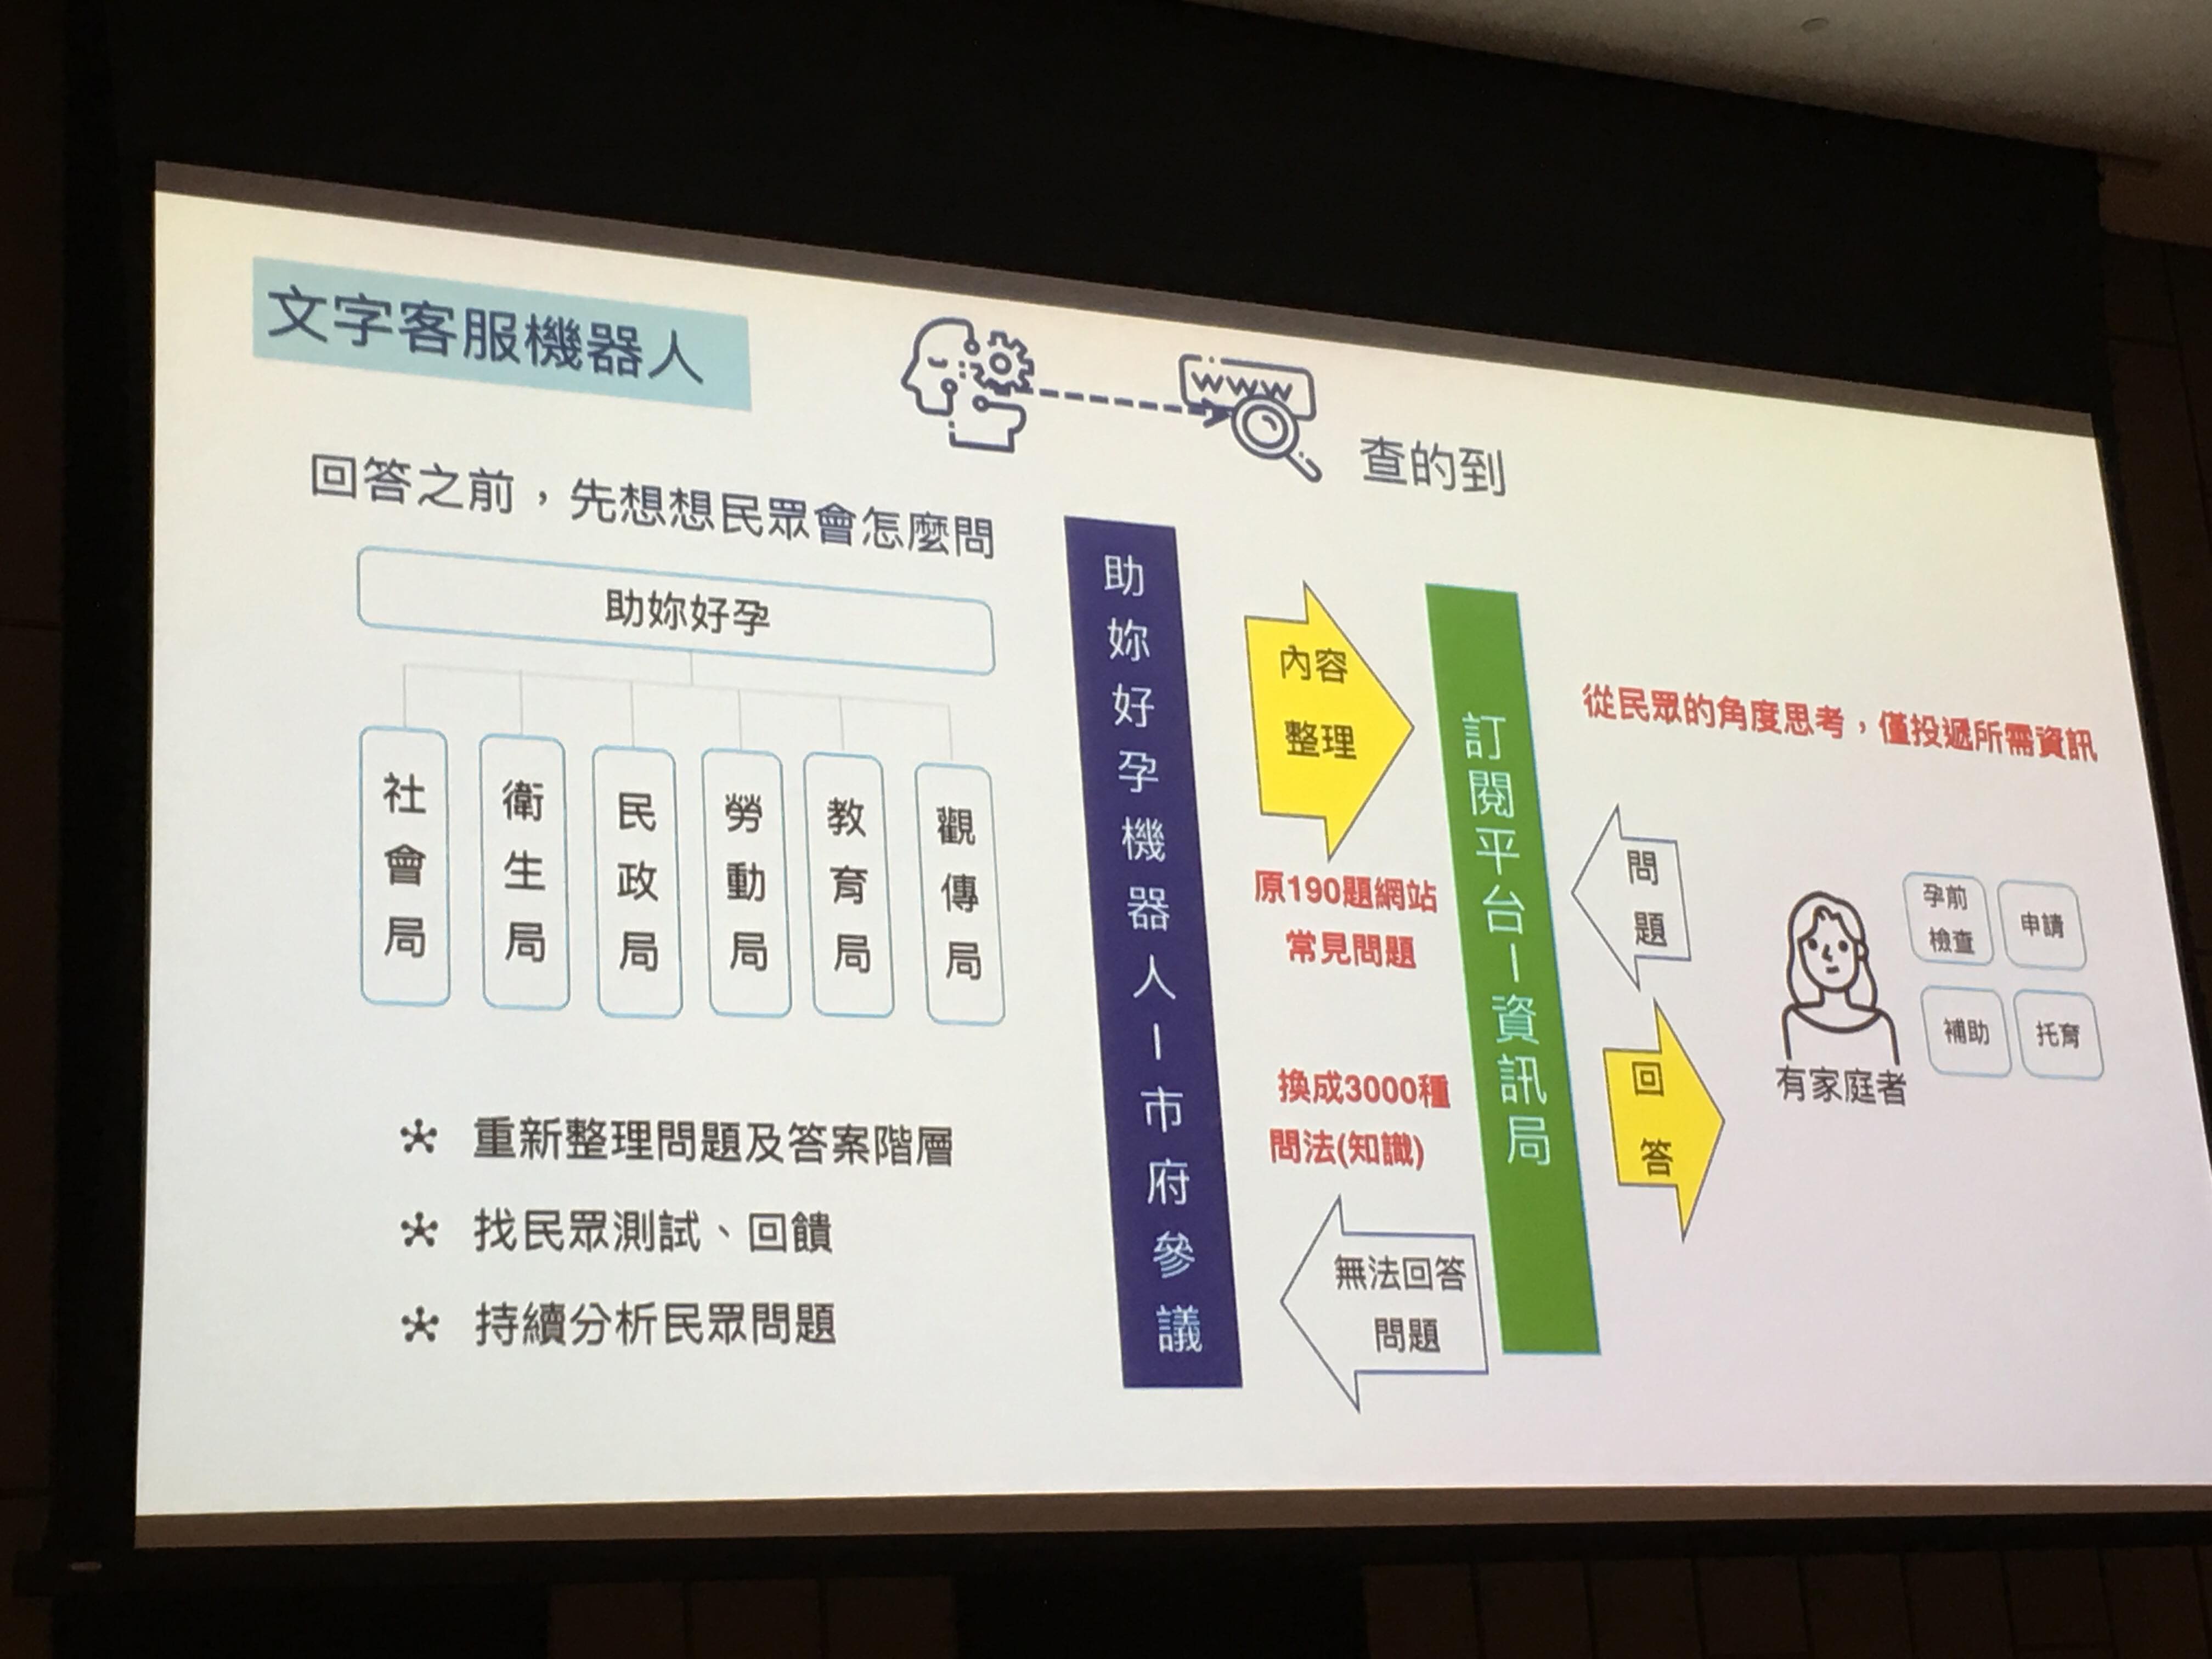 文字客服機器人
WWW
查的到
回答之前，先想想民眾會怎麼問
助妳好孕
社會局
衛生局
民政局
勞動局
教育局
觀傳局
重新整理問題及答案階層
找民眾測試、回饋
持續分析民眾問題
助妳好孕機器人－市府參議
內容
整理
原190題網站
常見問題
換成3000種
問法(知識)
無法回答
問題
訂閱平台－資訊局
從民眾的角度思考，僅投遞所需資訊
問題
回答
有家庭者
孕前
檢查
申請
補助
托育